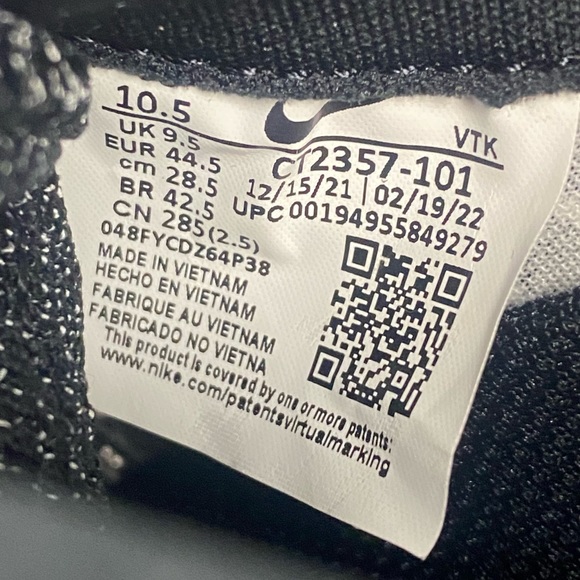 10.5
VTK
UK 9.5
EUR 44.5
cm 28.5
BR 42.5
CN 285(2.5)
048FYCDZ64P38
CT2357-101
12/15/21 | 02/19/22
UPC 00194955849279
MADE IN VIETNAM
HECHO EN VIETNAM
FABRIQUE AU VIETNAM
FABRICADO NO VIETNA
This product is covered by one or more patents:
www.nike.com/patentsvirtualmarking